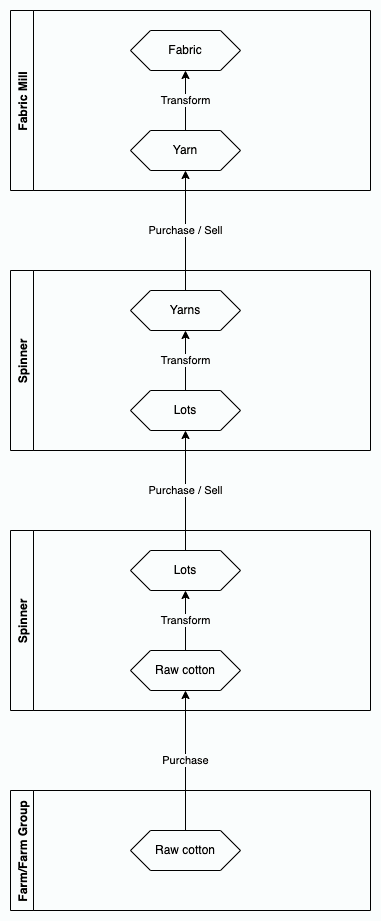 Fabric Mill
Fabric
Transform
Yarn
Purchase / Sell
Spinner
Yarns
Transform
Lots
Purchase / Sell
Spinner
Lots
Transform
Raw cotton
Purchase
Farm/Farm Group
Raw cotton